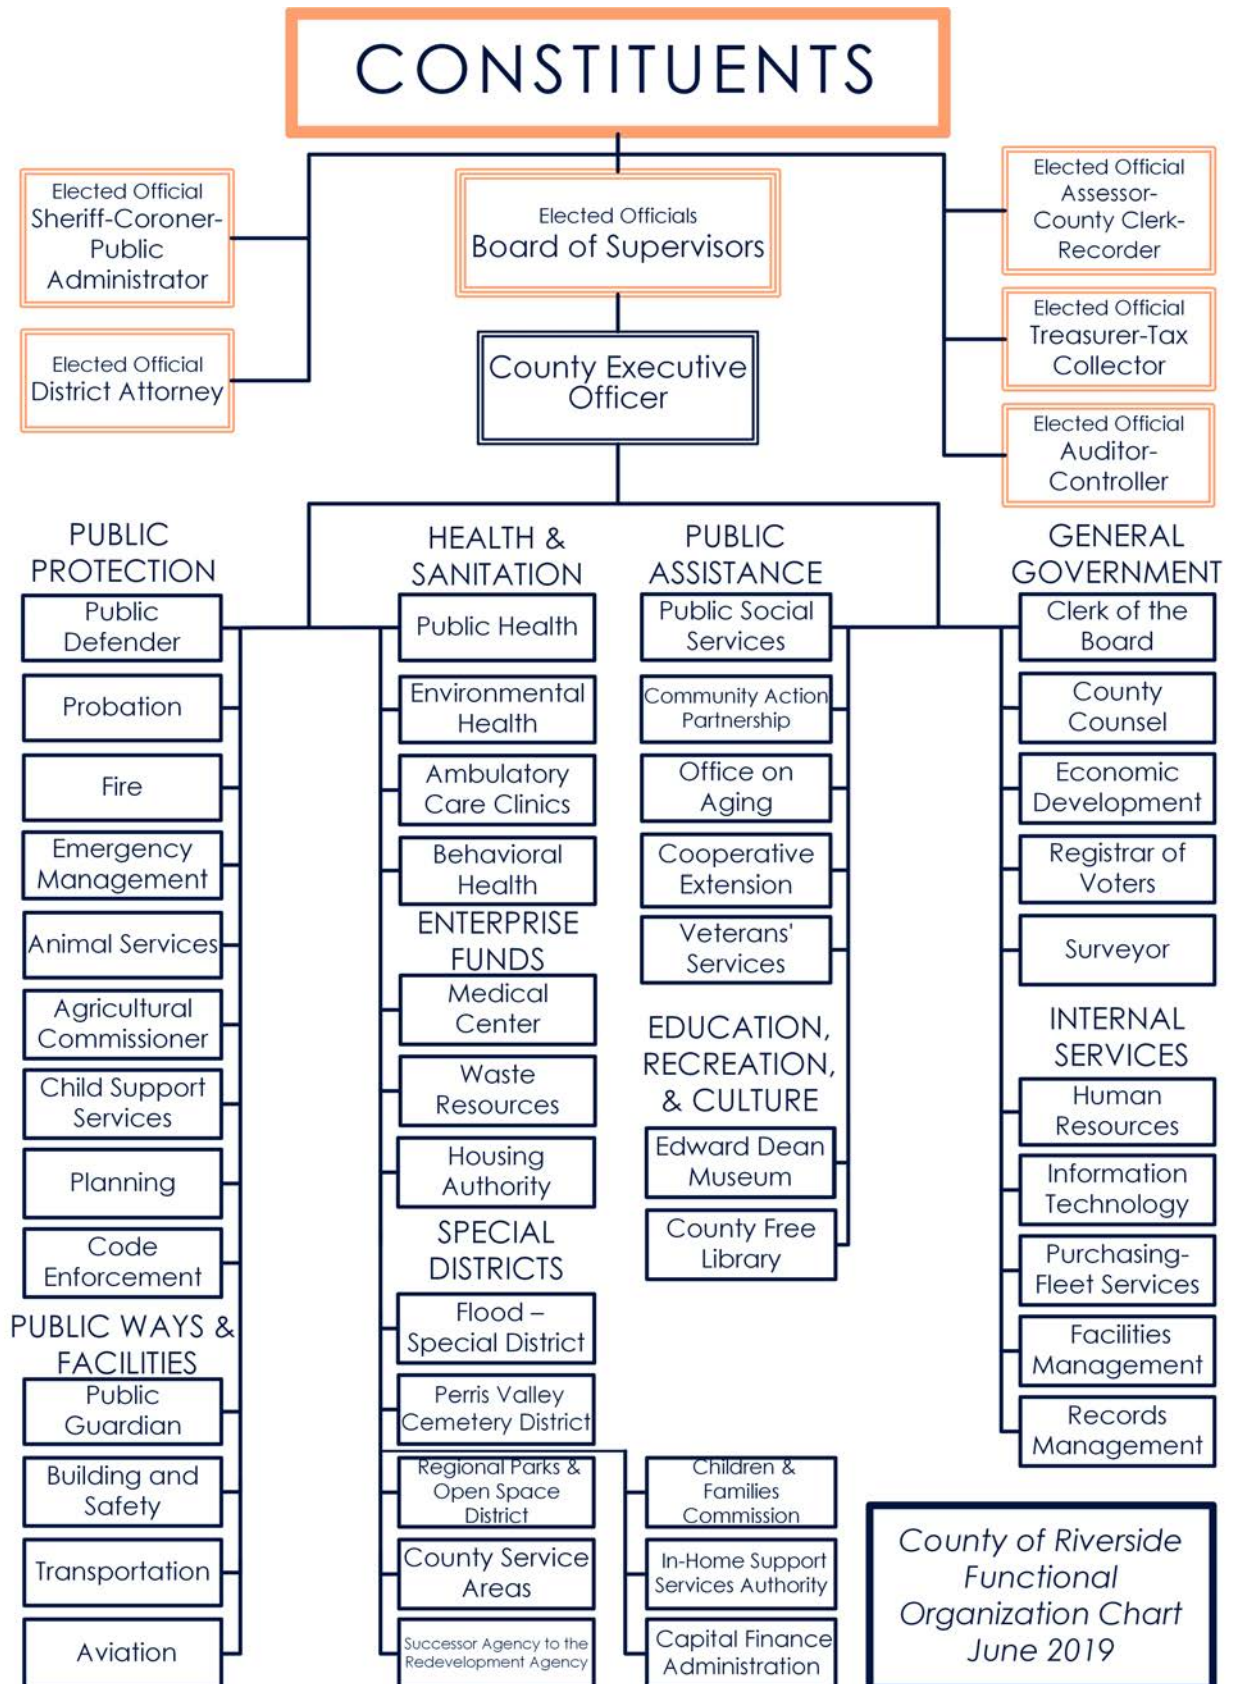 CONSTITUENTS
Elected Official
Sheriff-Coroner-
Public
Administrator
Elected Official
District Attorney
Elected Officials
Board of Supervisors
County Executive
Officer
Elected Official
Assessor-
County Clerk-
Recorder
Elected Official
Treasurer-Tax
Collector
Elected Official
Auditor-
Controller
PUBLIC
PROTECTION
Public
Defender
Probation
Fire
Emergency
Management
Animal Services
Agricultural
Commissioner
Child Support
Services
Planning
Code
Enforcement
PUBLIC WAYS &
FACILITIES
Public
Guardian
Building and
Safety
Transportation
Aviation
HEALTH &
SANITATION
Public Health
Environmental
Health
Ambulatory
Care Clinics
Behavioral
Health
ENTERPRISE
FUNDS
Medical
Center
Waste
Resources
Housing
Authority
SPECIAL
DISTRICTS
Flood –
Special District
Perris Valley
Cemetery District
Regional Parks &
Open Space
District
County Service
Areas
Successor Agency to the
Redevelopment Agency
Children &
Families
Commission
In-Home Support
Services Authority
Capital Finance
Administration
PUBLIC
ASSISTANCE
Public Social
Services
Community Action
Partnership
Office on
Aging
Cooperative
Extension
Veterans'
Services
EDUCATION,
RECREATION,
& CULTURE
Edward Dean
Museum
County Free
Library
GENERAL
GOVERNMENT
Clerk of the
Board
County
Counsel
Economic
Development
Registrar of
Voters
Surveyor
INTERNAL
SERVICES
Human
Resources
Information
Technology
Purchasing-
Fleet Services
Facilities
Management
Records
Management
County of Riverside
Functional
Organization Chart
June 2019